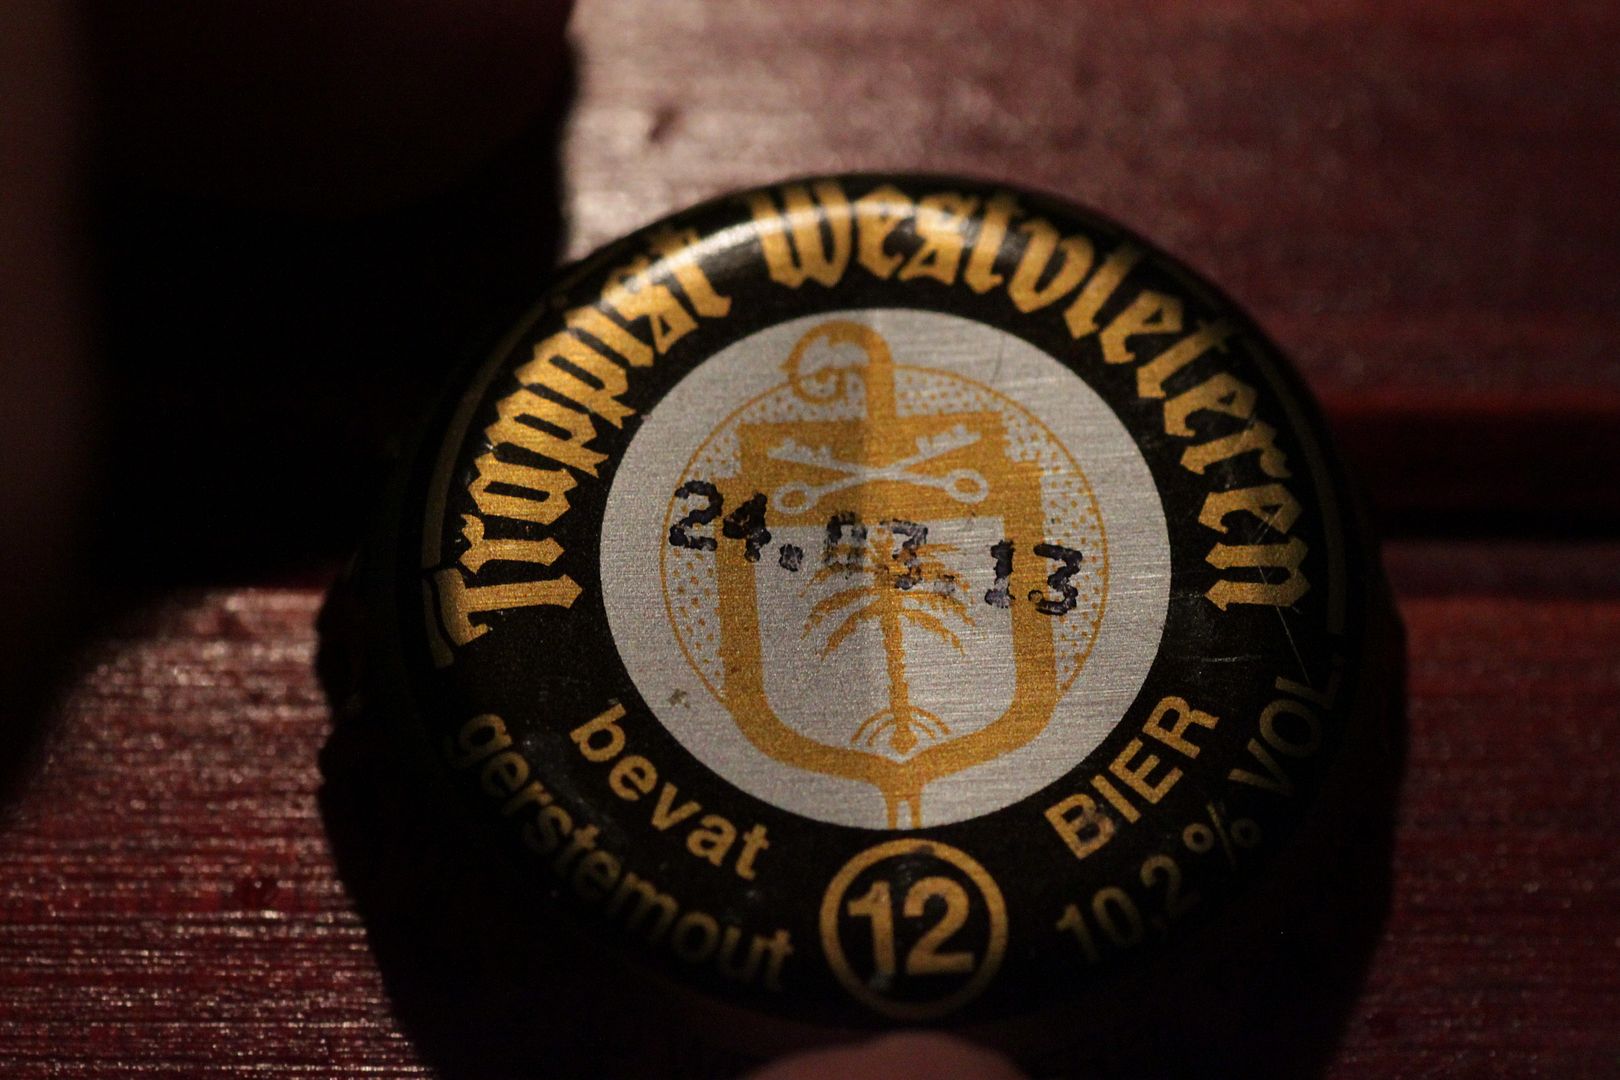 Trappist Westvleteren
24.07.13
bevat
gerstemout
12
BIER
10,2 % VOL.